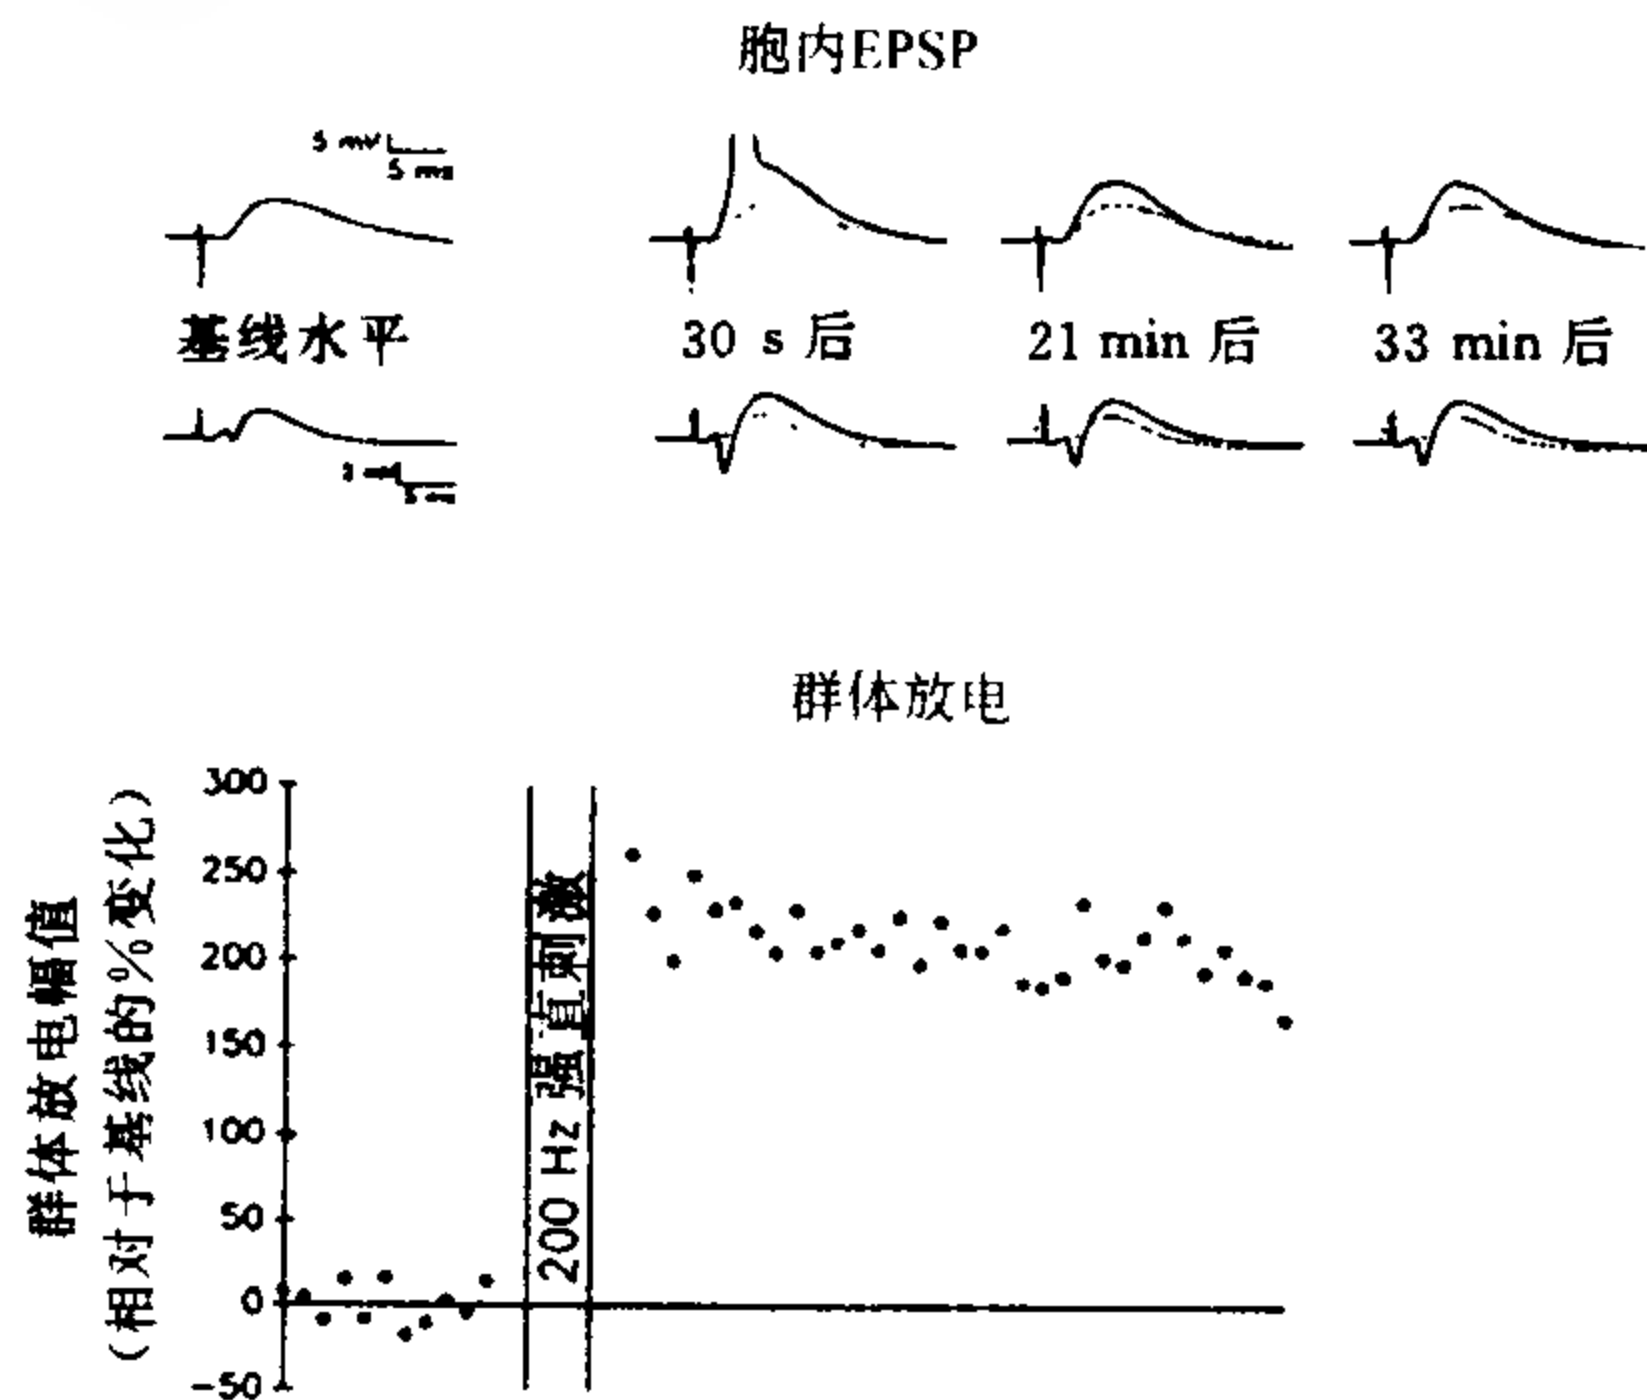 胞内EPSP
5 mV
5 ms
基线水平
30 s 后
21 min 后
33 min 后
5 ms
群体放电
群体放电幅值
(相对于基线的%变化)
300
250
200
150
100
50
0
-50
200 Hz 强直刺激